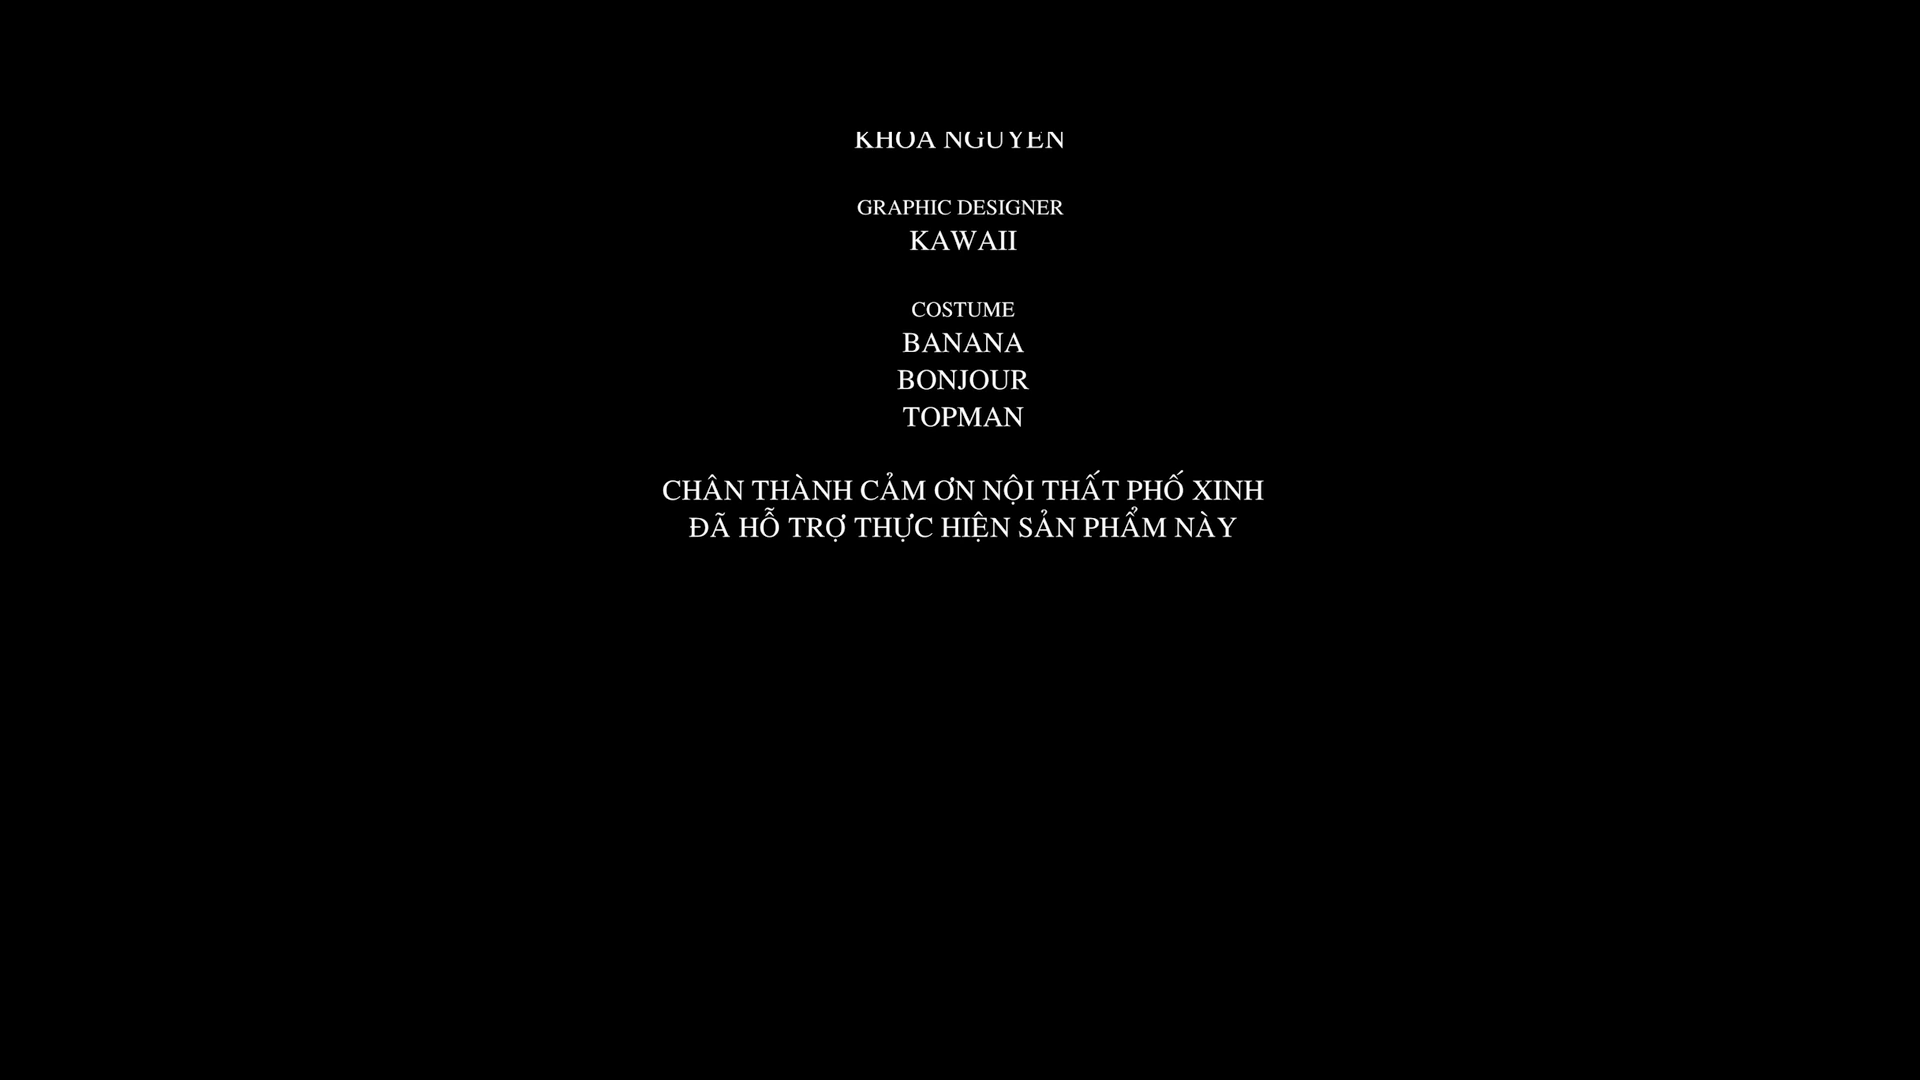 KHOA NGUYEN
GRAPHIC DESIGNER
KAWAII
COSTUME
BANANA
BONJOUR
TOPMAN
CHÂN THÀNH CẢM ƠN NỘI THẤT PHỐ XINH
ĐÃ HỖ TRỢ THỰC HIỆN SẢN PHẨM NÀY